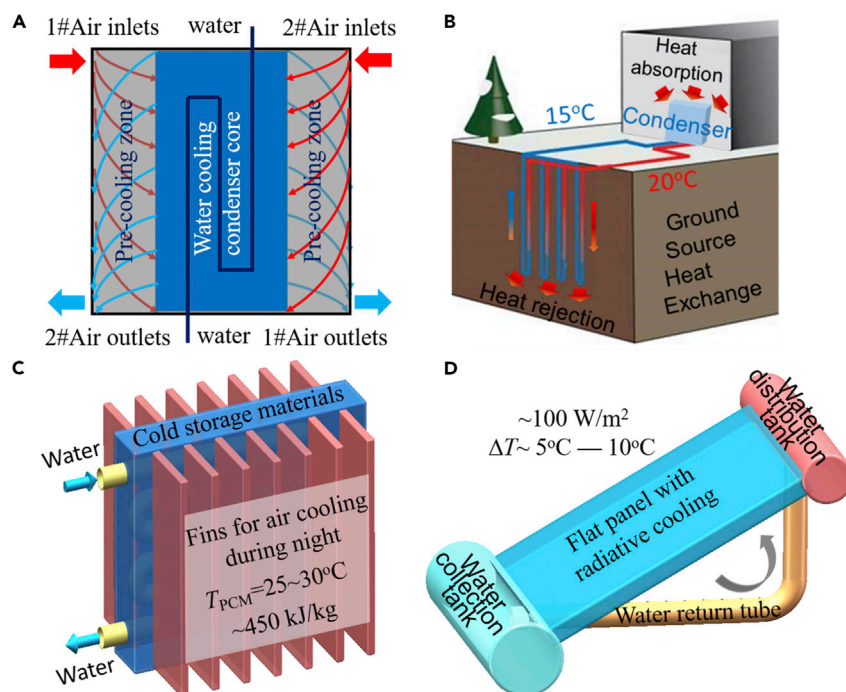 A
1#Air inlets
water
2#Air inlets
Pre-cooling zone
Water cooling
condenser core
Pre-cooling zone
2#Air outlets
water
1#Air outlets
B
Heat
absorption
15°C
Condenser
20°C
Ground
Source
Heat
Exchange
Heat rejection
C
Cold storage materials
Water
Fins for air cooling
during night
T_PCM=25~30°C
~450 kJ/kg
Water
D
~100 W/m²
ΔT~ 5°C — 10°C
Water
distribution
tank
Flat panel with
radiative cooling
Water
collection
tank
Water return tube